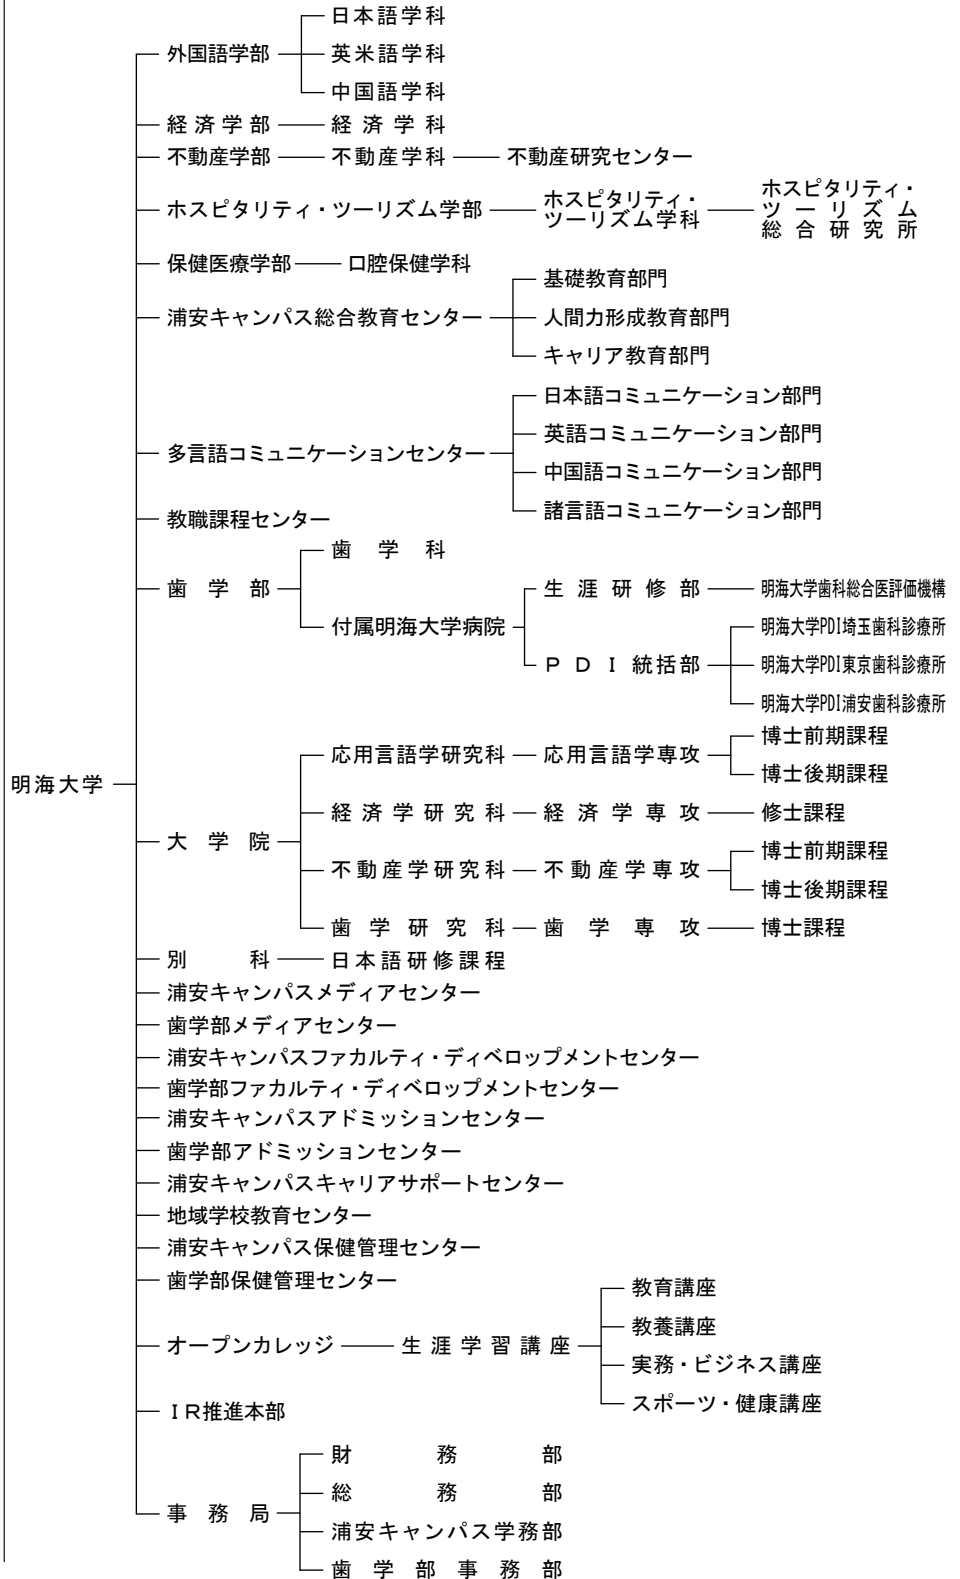 日本語学科
外国語学部
英米語学科
中国語学科
経済学部
経済学科
不動産学部
不動産学科
不動産研究センター
ホスピタリティ・ツーリズム学部
ホスピタリティ・
ツーリズム学科
ホスピタリティ・
ツーリズム
総合研究所
保健医療学部
口腔保健学科
浦安キャンパス総合教育センター
基礎教育部門
人間力形成教育部門
キャリア教育部門
多言語コミュニケーションセンター
日本語コミュニケーション部門
英語コミュニケーション部門
中国語コミュニケーション部門
諸言語コミュニケーション部門
教職課程センター
歯学部
歯学科
付属明海大学病院
生涯研修部
明海大学歯科総合医評価機構
PDI統括部
明海大学PDI埼玉歯科診療所
明海大学PDI東京歯科診療所
明海大学PDI浦安歯科診療所
明海大学
大学院
応用言語学研究科
応用言語学専攻
博士前期課程
博士後期課程
経済学研究科
経済学専攻
修士課程
不動産学研究科
不動産学専攻
博士前期課程
博士後期課程
歯学研究科
歯学専攻
博士課程
別科
日本語研修課程
浦安キャンパスメディアセンター
歯学部メディアセンター
浦安キャンパスファカルティ・ディベロップメントセンター
歯学部ファカルティ・ディベロップメントセンター
浦安キャンパスアドミッションセンター
歯学部アドミッションセンター
浦安キャンパスキャリアサポートセンター
地域学校教育センター
浦安キャンパス保健管理センター
歯学部保健管理センター
オープンカレッジ
生涯学習講座
教育講座
教養講座
実務・ビジネス講座
スポーツ・健康講座
IR推進本部
事務局
財務部
総務部
浦安キャンパス学務部
歯学部事務部